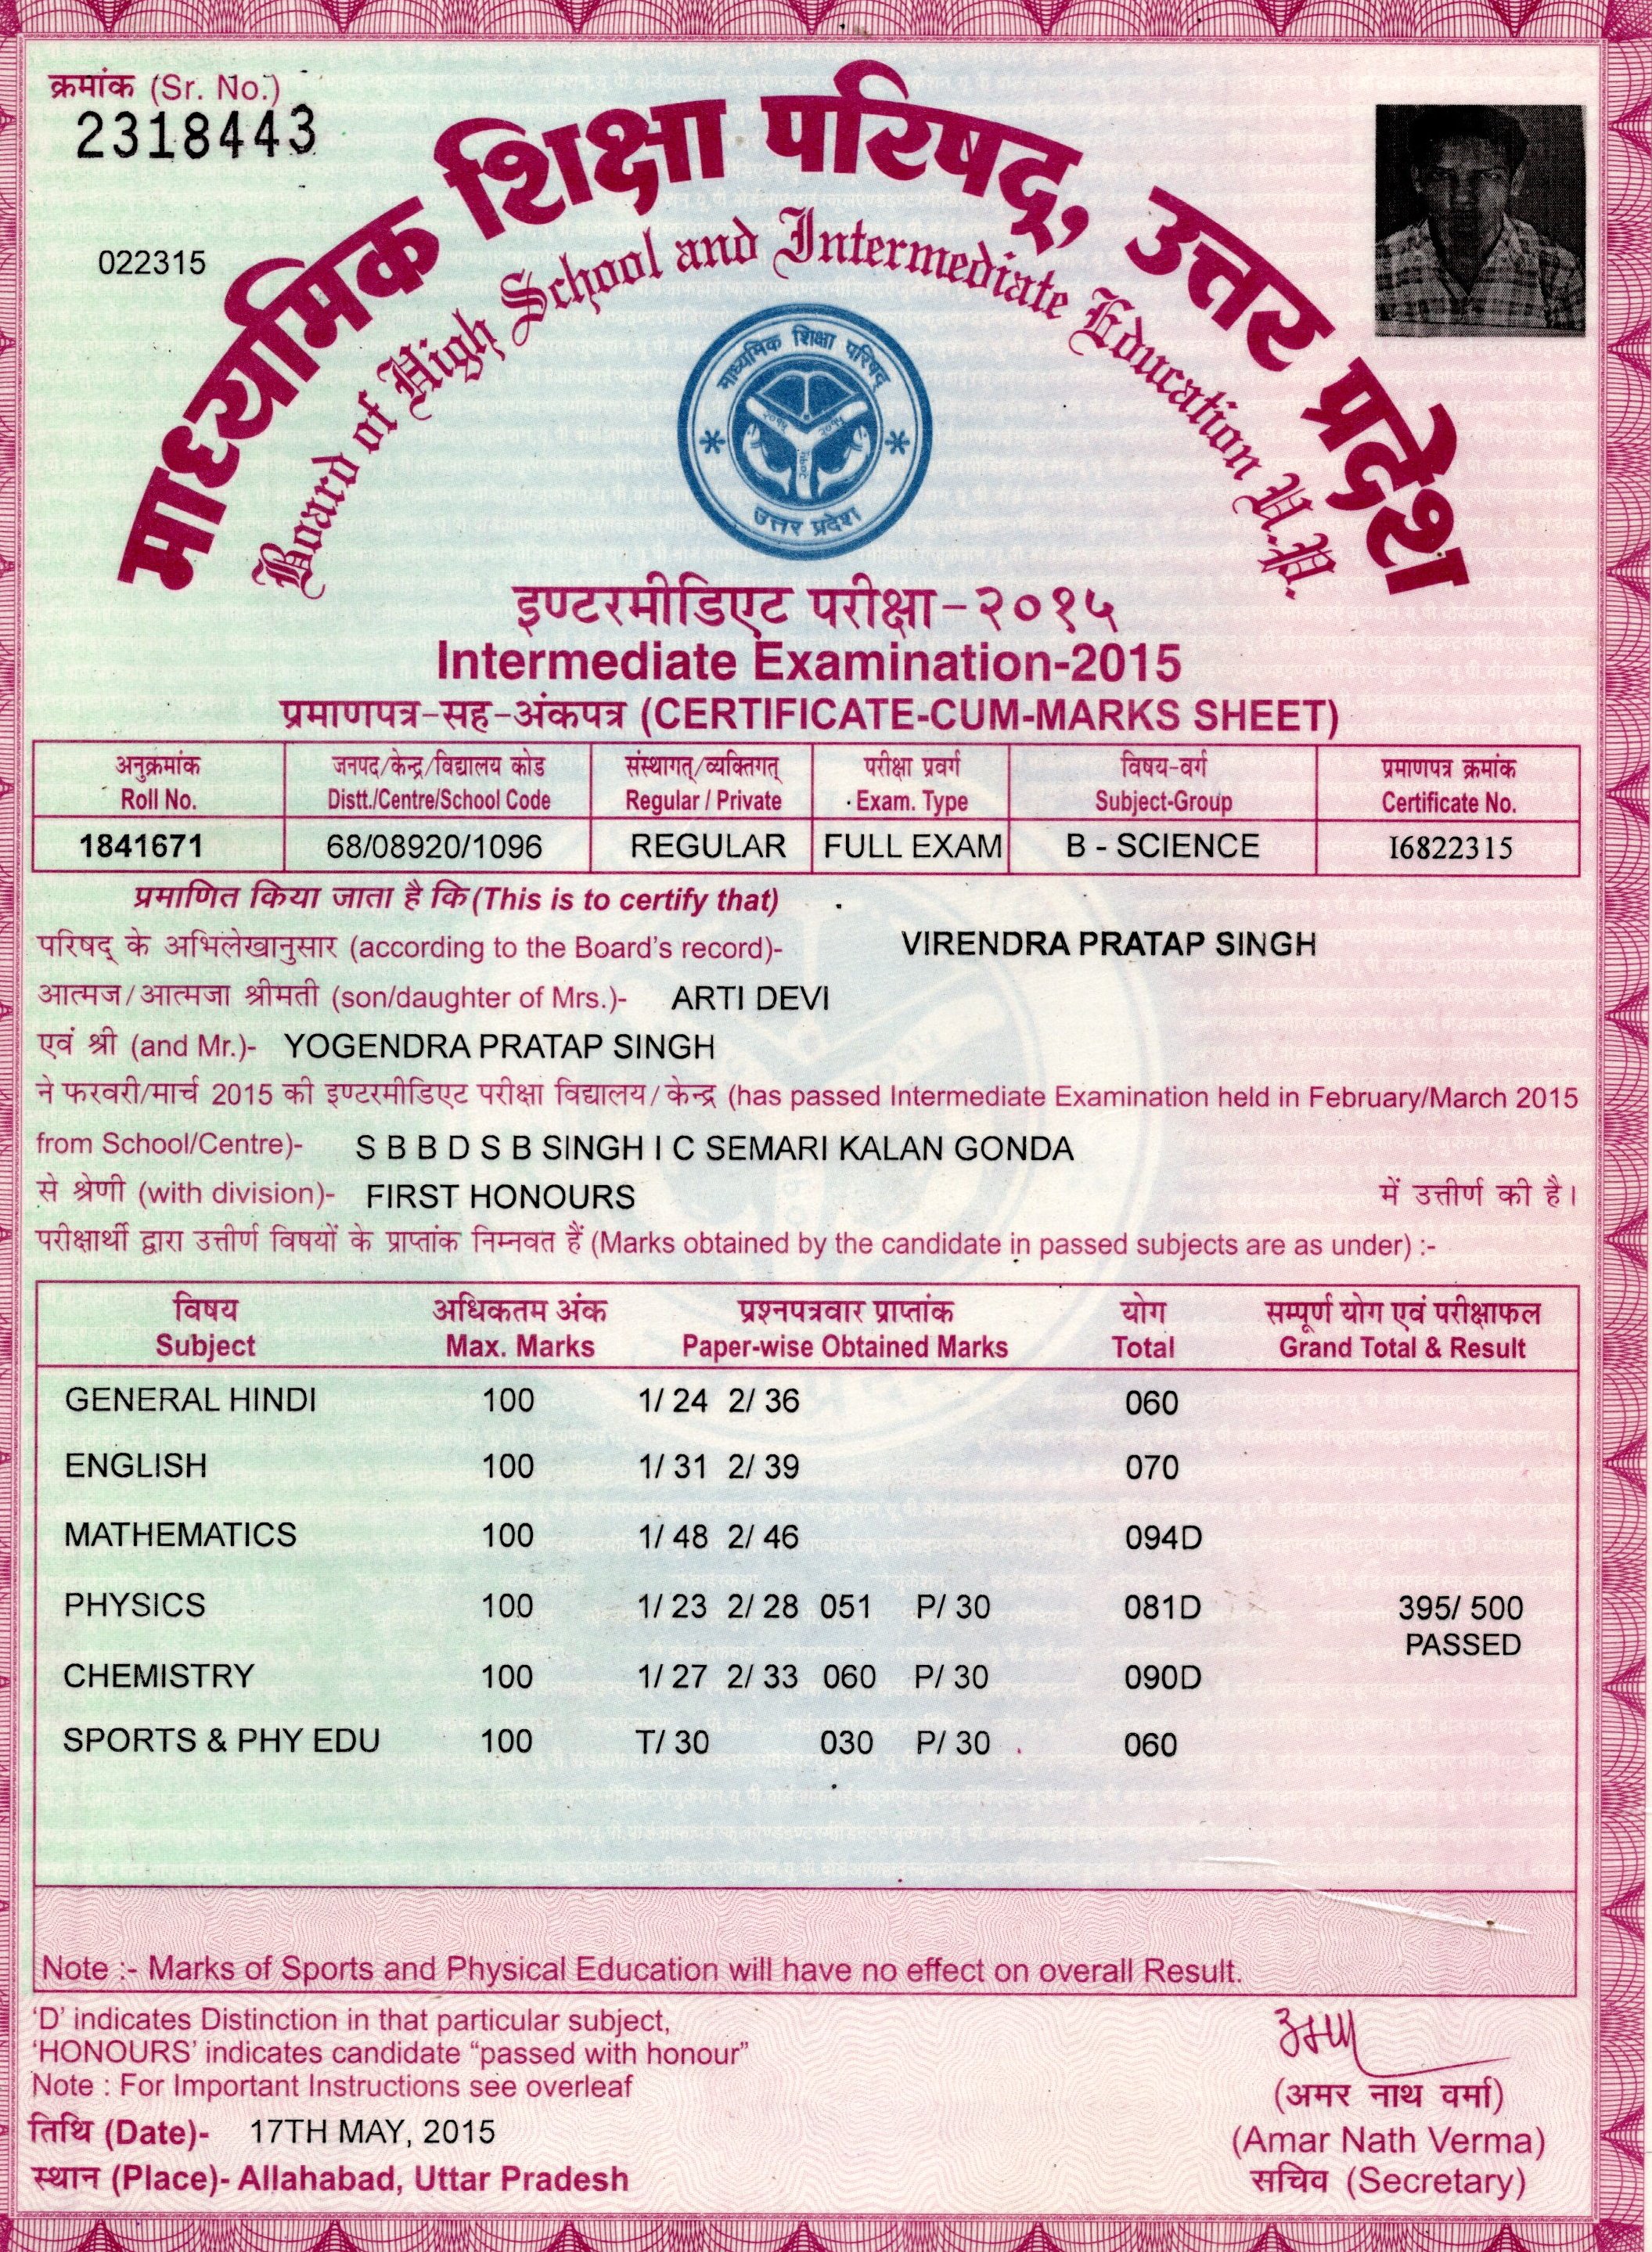 क्रमांक (Sr. No.)
2318443
022315
माध्यमिक शिक्षा परिषद्, उत्तर प्रदेश
Board of High School and Intermediate Education U.P.
माध्यमिक शिक्षा परिषद्
उत्तर प्रदेश
इण्टरमीडिएट परीक्षा-२०१५
Intermediate Examination-2015
प्रमाणपत्र-सह-अंकपत्र (CERTIFICATE-CUM-MARKS SHEET)
अनुक्रमांक जनपद/केन्द्र/विद्यालय कोड संस्थागत्/व्यक्तिगत् परीक्षा प्रवर्ग विषय-वर्ग प्रमाणपत्र क्रमांक
Roll No. Distt./Centre/School Code Regular / Private Exam. Type Subject-Group Certificate No.
1841671 68/08920/1096 REGULAR FULL EXAM B - SCIENCE I6822315
प्रमाणित किया जाता है कि (This is to certify that)
परिषद् के अभिलेखानुसार (according to the Board's record)- VIRENDRA PRATAP SINGH
आत्मज/आत्मजा श्रीमती (son/daughter of Mrs.)- ARTI DEVI
एवं श्री (and Mr.)- YOGENDRA PRATAP SINGH
ने फरवरी/मार्च 2015 की इण्टरमीडिएट परीक्षा विद्यालय/केन्द्र (has passed Intermediate Examination held in February/March 2015
from School/Centre)- S B B D S B SINGH I C SEMARI KALAN GONDA
से श्रेणी (with division)- FIRST HONOURS में उत्तीर्ण की है।
परीक्षार्थी द्वारा उत्तीर्ण विषयों के प्राप्तांक निम्नवत हैं (Marks obtained by the candidate in passed subjects are as under) :-
विषय अधिकतम अंक प्रश्नपत्रवार प्राप्तांक योग सम्पूर्ण योग एवं परीक्षाफल
Subject Max. Marks Paper-wise Obtained Marks Total Grand Total & Result
GENERAL HINDI 100 1/ 24 2/ 36 060
ENGLISH 100 1/ 31 2/ 39 070
MATHEMATICS 100 1/ 48 2/ 46 094D
PHYSICS 100 1/ 23 2/ 28 051 P/ 30 081D 395/ 500
PASSED
CHEMISTRY 100 1/ 27 2/ 33 060 P/ 30 090D
SPORTS & PHY EDU 100 T/ 30 030 P/ 30 060
Note :- Marks of Sports and Physical Education will have no effect on overall Result.
'D' indicates Distinction in that particular subject,
'HONOURS' indicates candidate "passed with honour"
Note : For Important Instructions see overleaf
तिथि (Date)- 17TH MAY, 2015
स्थान (Place)- Allahabad, Uttar Pradesh
(अमर नाथ वर्मा)
(Amar Nath Verma)
सचिव (Secretary)